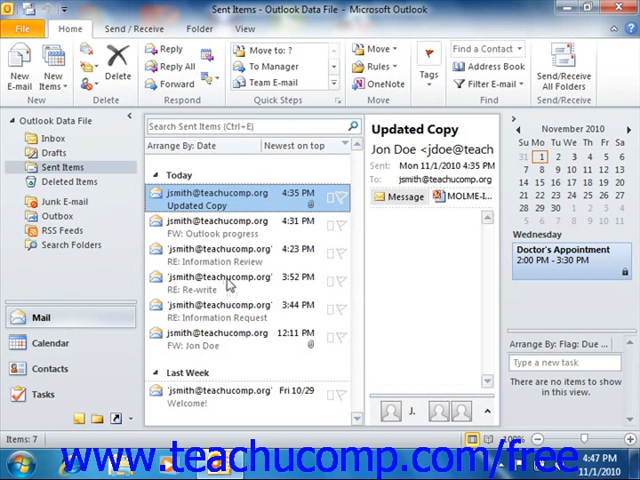 Sent Items - Outlook Data File - Microsoft Outlook
File
Home
Send / Receive
Folder
View
New E-mail
New Items
New
Delete
Delete
Reply
Reply All
Forward
Respond
Move to: ?
To Manager
Team E-mail
Quick Steps
Move
Rules
OneNote
Move
Tags
Find a Contact
Address Book
Filter E-mail
Find
Send/Receive All Folders
Send/Receive
Outlook Data File
Inbox
Drafts
Sent Items
Deleted Items
Junk E-mail
Outbox
RSS Feeds
Search Folders
Mail
Calendar
Contacts
Tasks
Search Sent Items (Ctrl+E)
Arrange By: Date
Newest on top
Today
jsmith@teachucomp.org 4:35 PM
Updated Copy
jsmith@teachucomp.org 4:31 PM
FW: Outlook progress
'jsmith@teachucomp.org' 4:23 PM
RE: Information Review
'jsmith@teachucomp.org' 3:52 PM
RE: Re-write
'jsmith@teachucomp.org' 3:44 PM
RE: Information Request
'jsmith@teachucomp.org' 12:11 PM
FW: Jon Doe
Last Week
'jsmith@teachucomp.org' Fri 10/29
Welcome!
Updated Copy
Jon Doe <jdoe@teach
Sent: Mon 11/1/2010 4:35 PM
To: jsmith@teachucomp.org
Message
MOLME-I...
J.
November 2010
SU MO TU WE TH FR SA
31 1 2 3 4 5 6
7 8 9 10 11 12 13
14 15 16 17 18 19 20
21 22 23 24 25 26 27
28 29 30 1 2 3 4
Wednesday
Doctor's Appointment
2:00 PM - 3:30 PM
Arrange By: Flag: Due ...
Type a new task
There are no items to show in this view.
Items: 7
100%
www.teachucomp.com/free
4:47 PM
11/1/2010